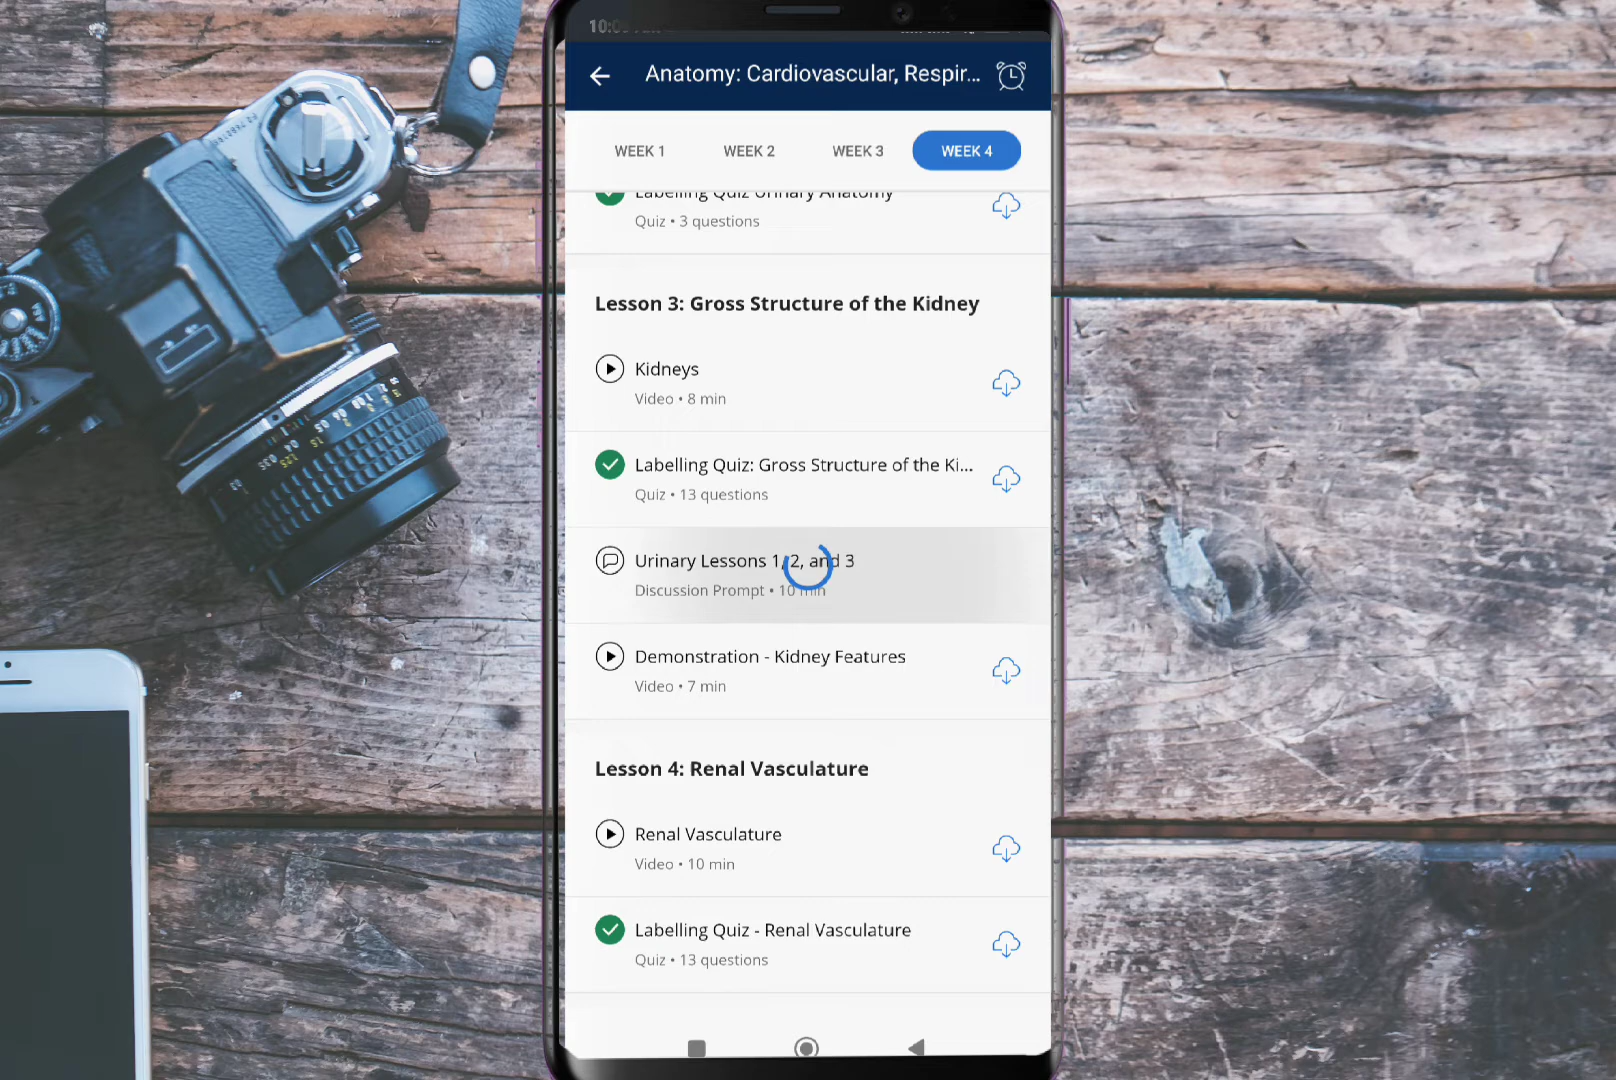 Anatomy: Cardiovascular, Respir...
WEEK 1
WEEK 2
WEEK 3
WEEK 4
Labelling Quiz Urinary Anatomy
Quiz • 3 questions
Lesson 3: Gross Structure of the Kidney
Kidneys
Video • 8 min
Labelling Quiz: Gross Structure of the Ki...
Quiz • 13 questions
Urinary Lessons 1, 2, and 3
Discussion Prompt • 10 min
Demonstration - Kidney Features
Video • 7 min
Lesson 4: Renal Vasculature
Renal Vasculature
Video • 10 min
Labelling Quiz - Renal Vasculature
Quiz • 13 questions